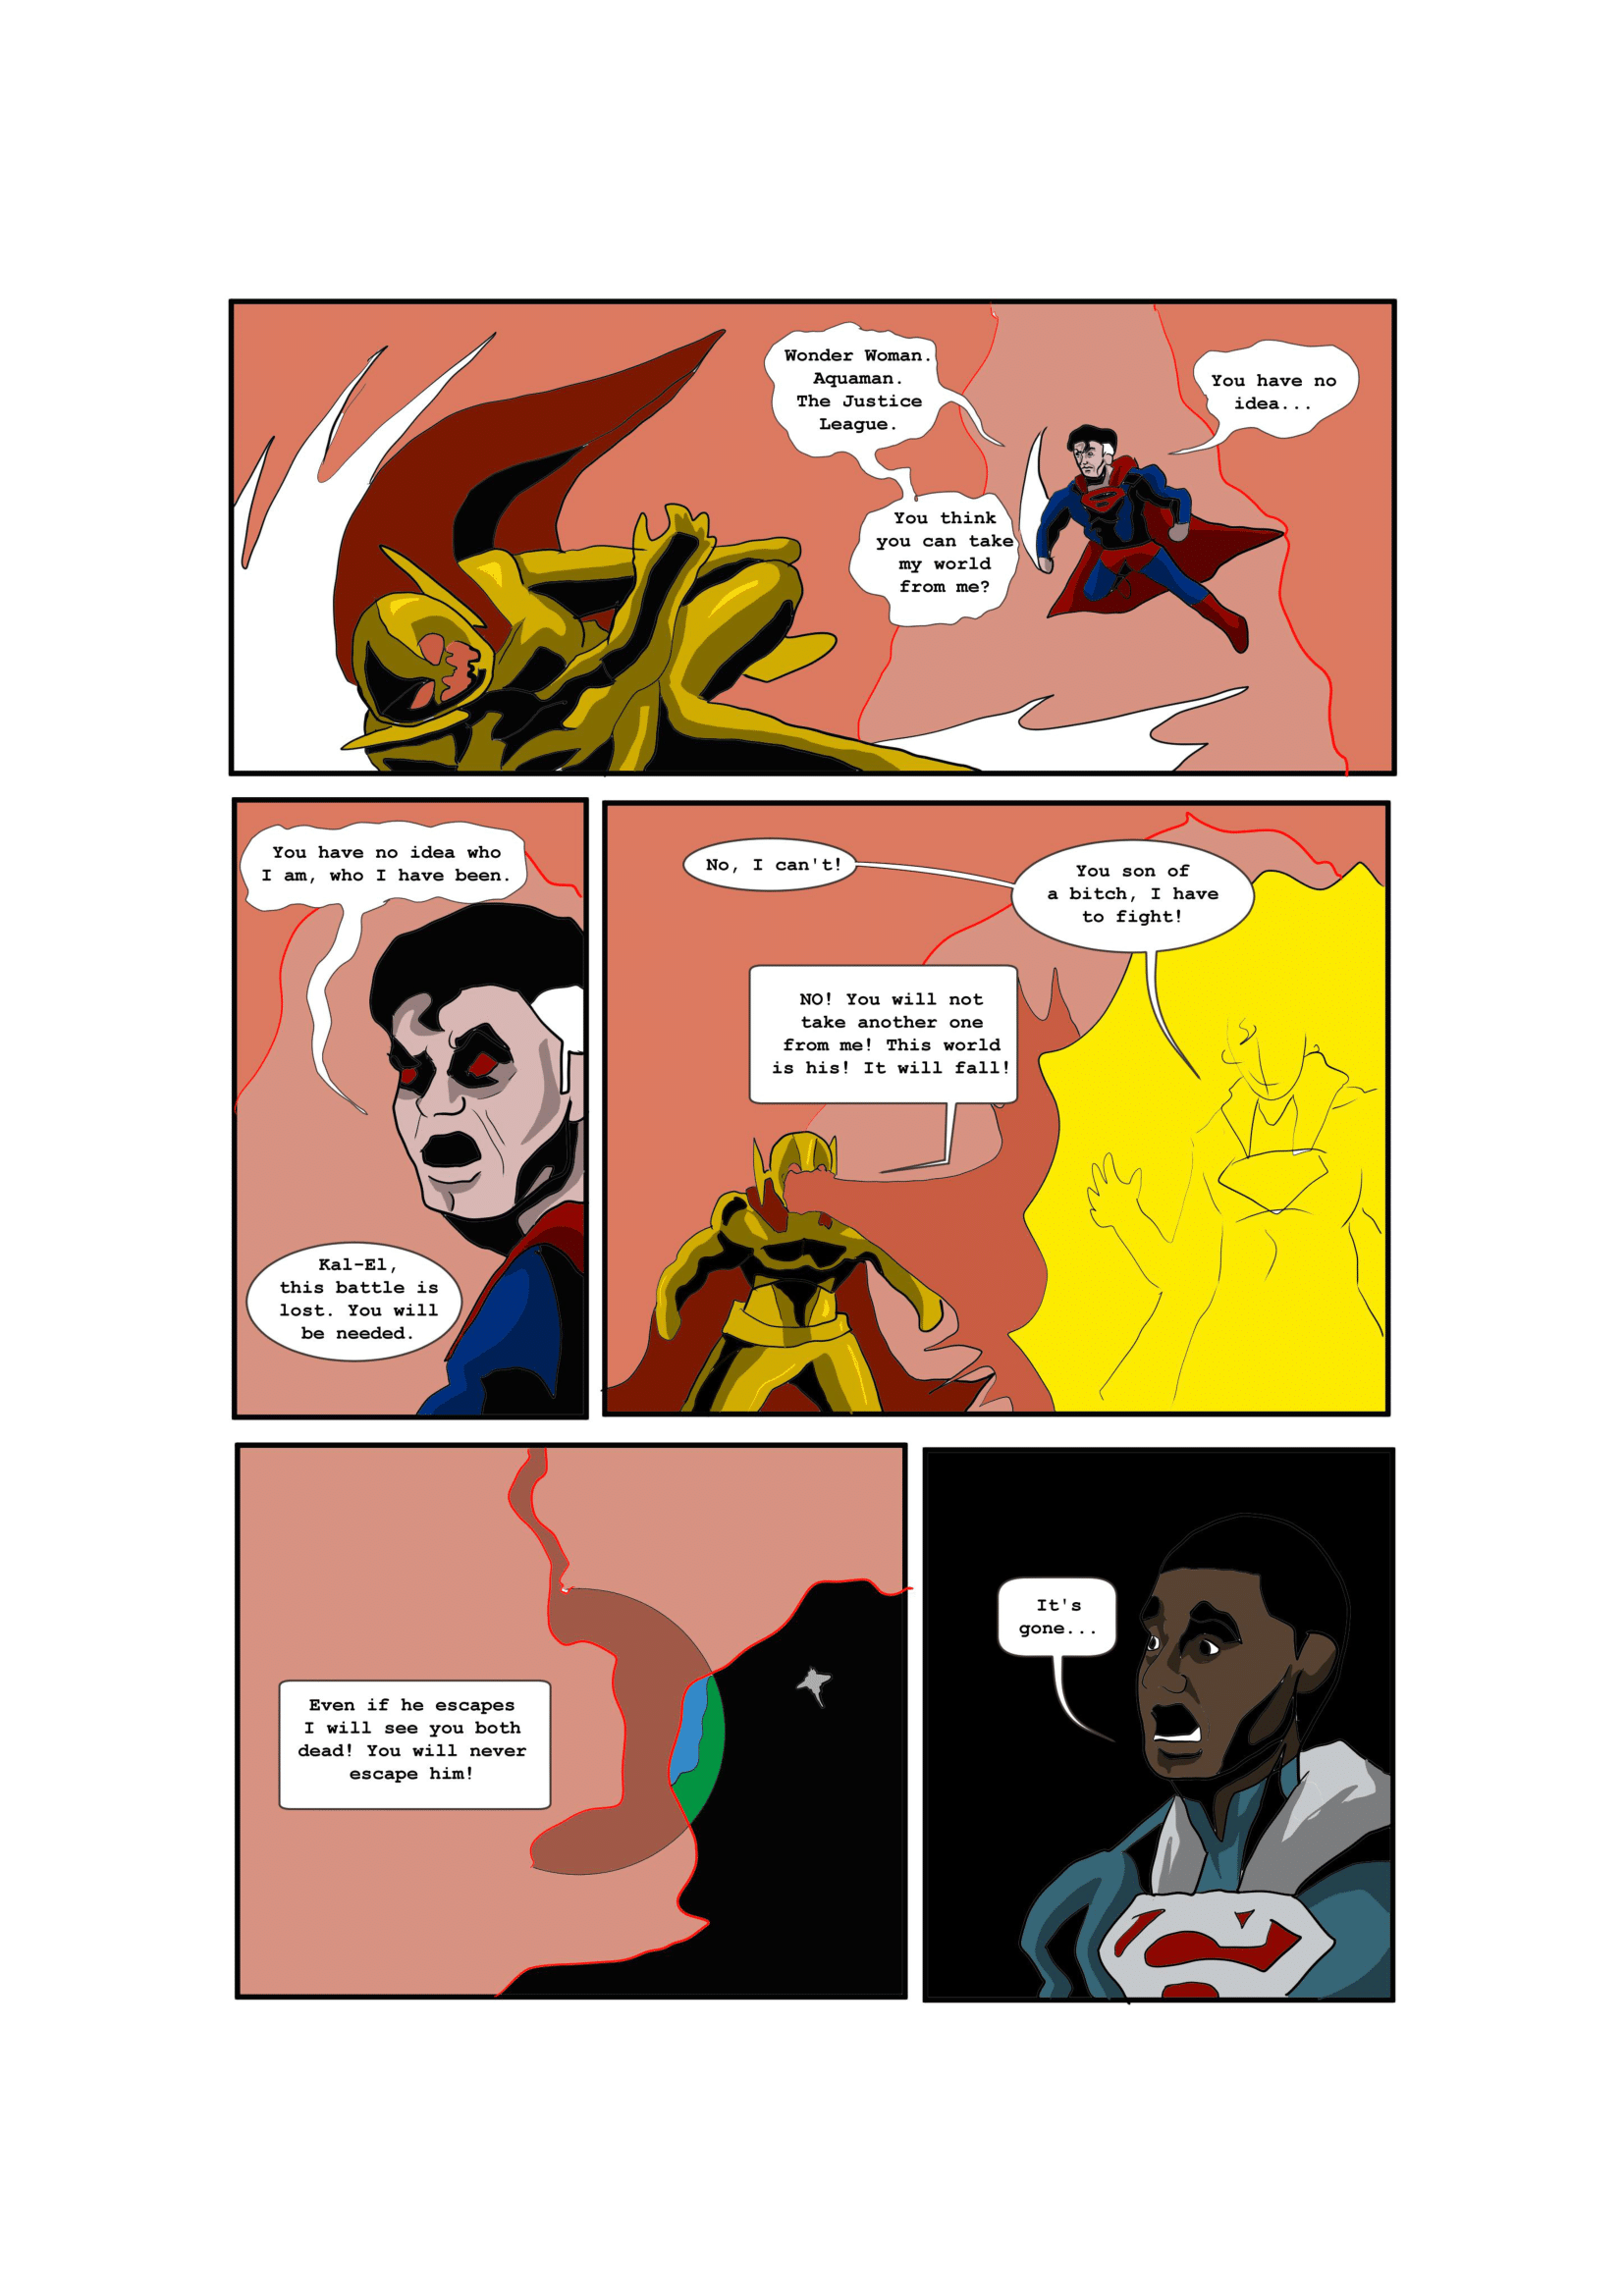 Wonder Woman.
Aquaman.
The Justice
League.
You think
you can take
my world
from me?
You have no
idea...
You have no idea who
I am, who I have been.
Kal-El,
this battle is
lost. You will
be needed.
No, I can't!
You son of
a bitch, I have
to fight!
NO! You will not
take another one
from me! This world
is his! It will fall!
Even if he escapes
I will see you both
dead! You will never
escape him!
It's
gone...